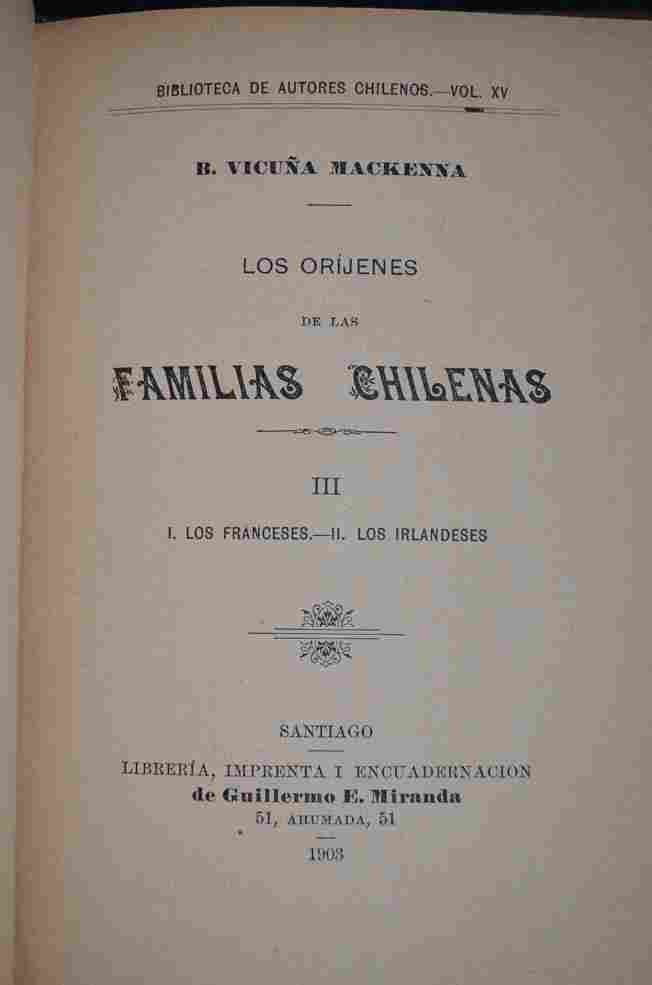 BIBLIOTECA DE AUTORES CHILENOS.—VOL. XV
B. VICUÑA MACKENNA
LOS ORÍJENES
DE LAS
FAMILIAS CHILENAS
III
I. LOS FRANCESES.—II. LOS IRLANDESES
SANTIAGO
LIBRERÍA, IMPRENTA I ENCUADERNACION
de Guillermo E. Miranda
51, AHUMADA, 51
1903